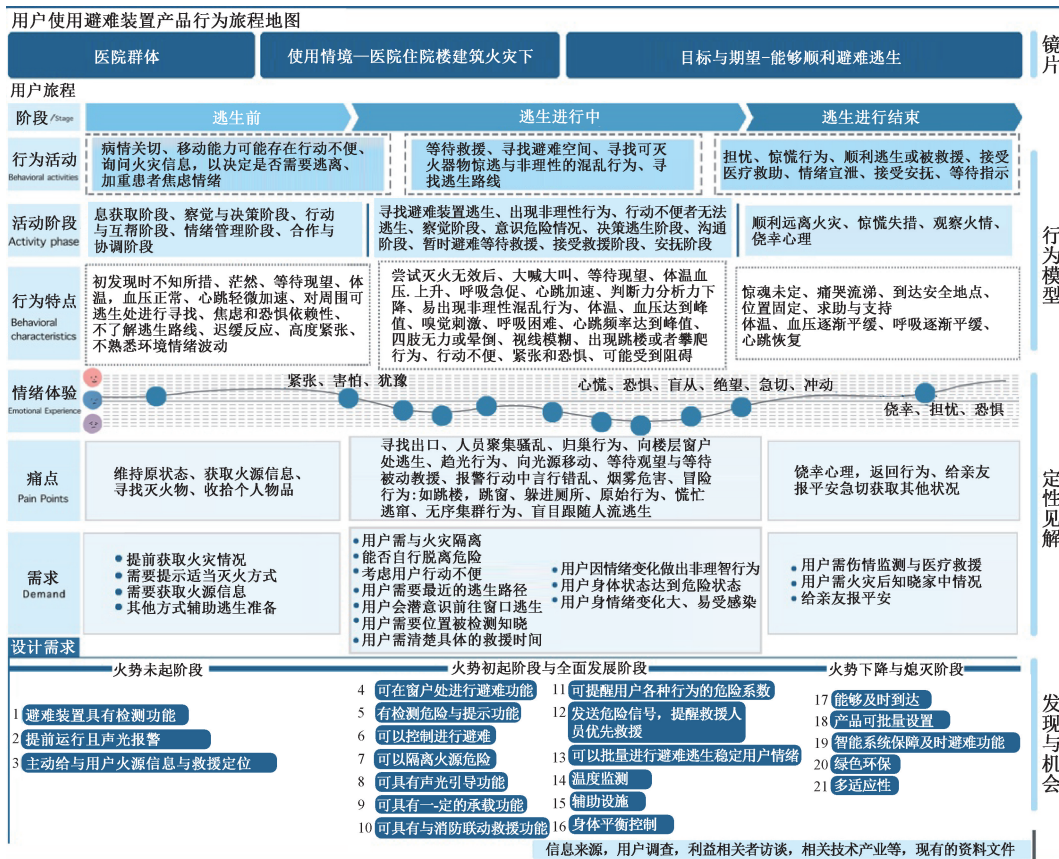 用户使用避难装置产品行为旅程地图
医院群体
使用情境—医院住院楼建筑火灾下
目标与期望-能够顺利避难逃生
镜片
用户旅程
阶段/Stage
逃生前
逃生进行中
逃生进行结束
行为活动
Behavioral activities
病情关切、移动能力可能存在行动不便、
询问火灾信息，以决定是否需要逃离、
加重患者焦虑情绪
等待救援、寻找避难空间、寻找可灭
火器物惊逃与非理性的混乱行为、寻
找逃生路线
担忧、惊慌行为、顺利逃生或被救援、接受
医疗救助、情绪宣泄、接受安抚、等待指示
活动阶段
Activity phase
息获取阶段、察觉与决策阶段、行动
与互帮阶段、情绪管理阶段、合作与
协调阶段
寻找避难装置逃生、出现非理性行为、行动不便者无法
逃生、察觉阶段、意识危险情况、决策逃生阶段、沟通
阶段、暂时避难等待救援、接受救援阶段、安抚阶段
顺利远离火灾、惊慌失措、观察火情、
侥幸心理
行为特点
Behavioral
characteristics
初发现时不知所措、茫然、等待现望、体
温，血压正常、心跳轻微加速、对周围可
逃生处进行寻找、焦虑和恐惧依赖性、
不了解逃生路线、迟缓反应、高度紧张、
不熟悉环境情绪波动
尝试灭火无效后、大喊大叫、等待现望、体温血
压.上升、呼吸急促、心跳加速、判断力分析力下
降、易出现非理性混乱行为、体温、血压达到峰
值、嗅觉刺激、呼吸困难、心跳频率达到峰值、
四肢无力或晕倒、视线模糊、出现跳楼或者攀爬
行为、行动不便、紧张和恐惧、可能受到阻碍
惊魂未定、痛哭流涕、到达安全地点、
位置固定、求助与支持
体温、血压逐渐平缓、呼吸逐渐平缓、
心跳恢复
行为模型
情绪体验
Emotional Experience
紧张、害怕、犹豫
心慌、恐惧、盲从、绝望、急切、冲动
侥幸、担忧、恐惧
痛点
Pain Points
维持原状态、获取火源信息、
寻找灭火物、收拾个人物品
寻找出口、人员聚集骚乱、归巢行为、向楼层窗户
处逃生、趋光行为、向光源移动、等待观望与等待
被动救援、报警行动中言行错乱、烟雾危害、冒险
行为:如跳楼，跳窗、躲进厕所、原始行为、慌忙
逃窜、无序集群行为、盲目跟随人流逃生
侥幸心理，返回行为、给亲友
报平安急切获取其他状况
定性见解
需求
Demand
● 提前获取火灾情况
● 需要提示适当灭火方式
● 需要获取火源信息
● 其他方式辅助逃生准备
● 用户需与火灾隔离
● 能否自行脱离危险
● 考虑用户行动不便
● 用户需要最近的逃生路径
● 用户会潜意识前往窗口逃生
● 用户需要位置被检测知晓
● 用户需清楚具体的救援时间
● 用户因情绪变化做出非理智行为
● 用户身体状态达到危险状态
● 用户身情绪变化大、易受感染
● 用户需伤情监测与医疗救援
● 用户需火灾后知晓家中情况
● 给亲友报平安
设计需求
火势未起阶段
火势初起阶段与全面发展阶段
火势下降与熄灭阶段
1 避难装置具有检测功能
2 提前运行且声光报警
3 主动给与用户火源信息与救援定位
4 可在窗户处进行避难功能
5 有检测危险与提示功能
6 可以控制进行避难
7 可以隔离火源危险
8 可具有声光引导功能
9 可具有一-定的承载功能
10 可具有与消防联动救援功能
11 可提醒用户各种行为的危险系数
12 发送危险信号，提醒救援人
员优先救援
13 可以批量进行避难逃生稳定用户情绪
14 温度监测
15 辅助设施
16 身体平衡控制
17 能够及时到达
18 产品可批量设置
19 智能系统保障及时避难功能
20 绿色环保
21 多适应性
发现与机会
信息来源，用户调查，利益相关者访谈，相关技术产业等，现有的资料文件